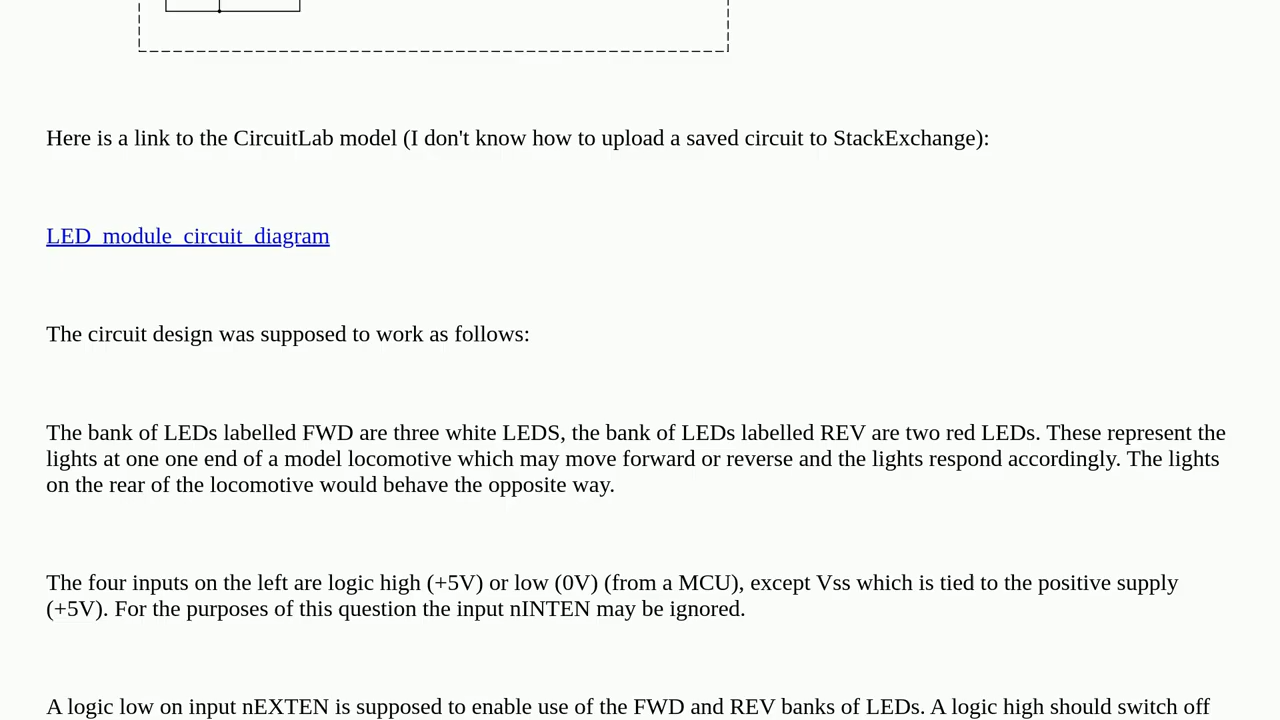 Here is a link to the CircuitLab model (I don't know how to upload a saved circuit to StackExchange):
LED_module_circuit_diagram
The circuit design was supposed to work as follows:
The bank of LEDs labelled FWD are three white LEDS, the bank of LEDs labelled REV are two red LEDs. These represent the
lights at one one end of a model locomotive which may move forward or reverse and the lights respond accordingly. The lights
on the rear of the locomotive would behave the opposite way.
The four inputs on the left are logic high (+5V) or low (0V) (from a MCU), except Vss which is tied to the positive supply
(+5V). For the purposes of this question the input nINTEN may be ignored.
A logic low on input nEXTEN is supposed to enable use of the FWD and REV banks of LEDs. A logic high should switch off